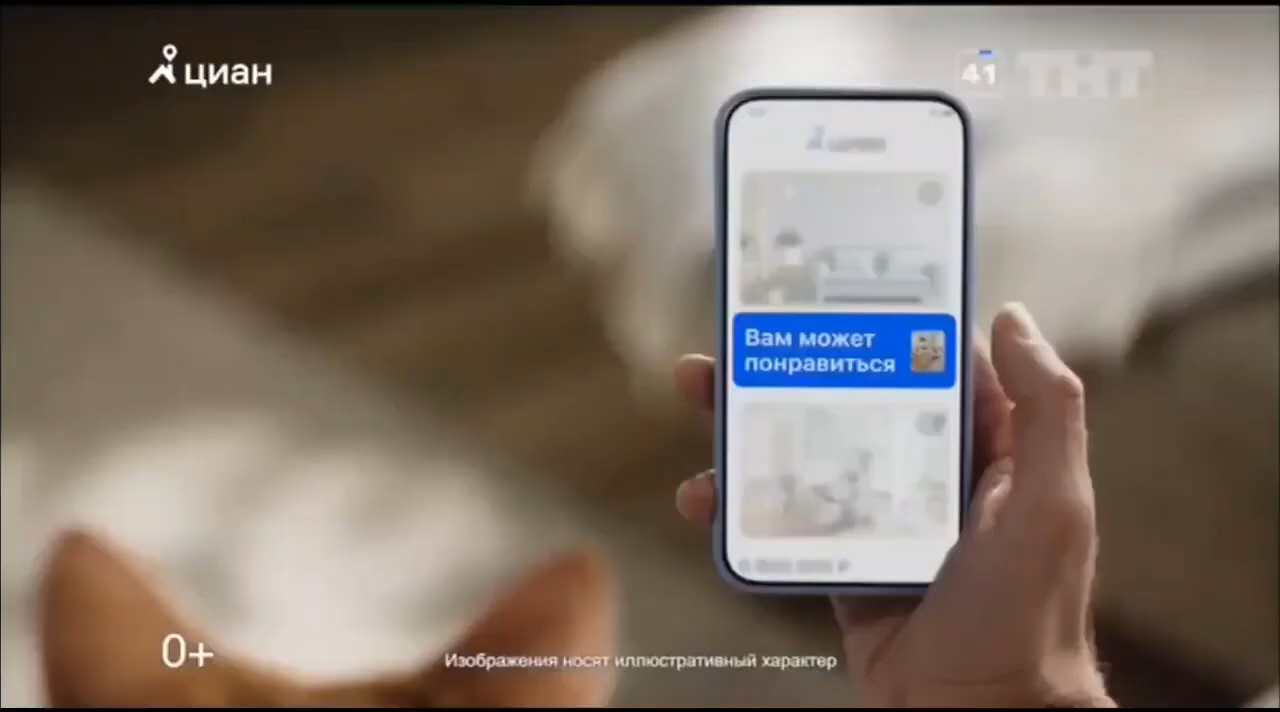 циан
41 ТНТ
циан
Вам может
понравиться
0+
Изображения носят иллюстративный характер